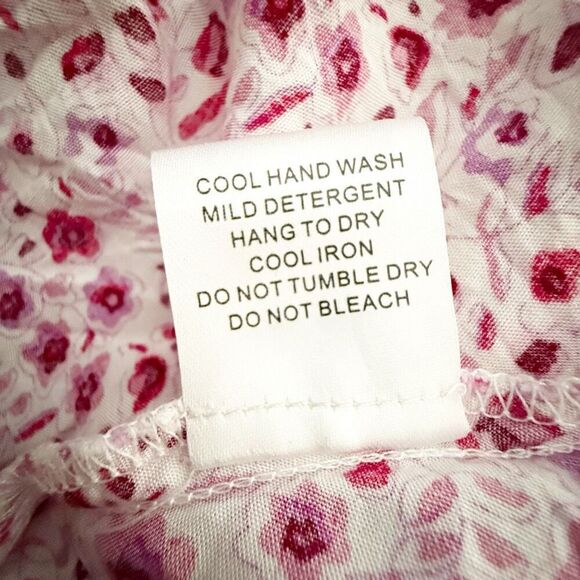 COOL HAND WASH
MILD DETERGENT
HANG TO DRY
COOL IRON
DO NOT TUMBLE DRY
DO NOT BLEACH